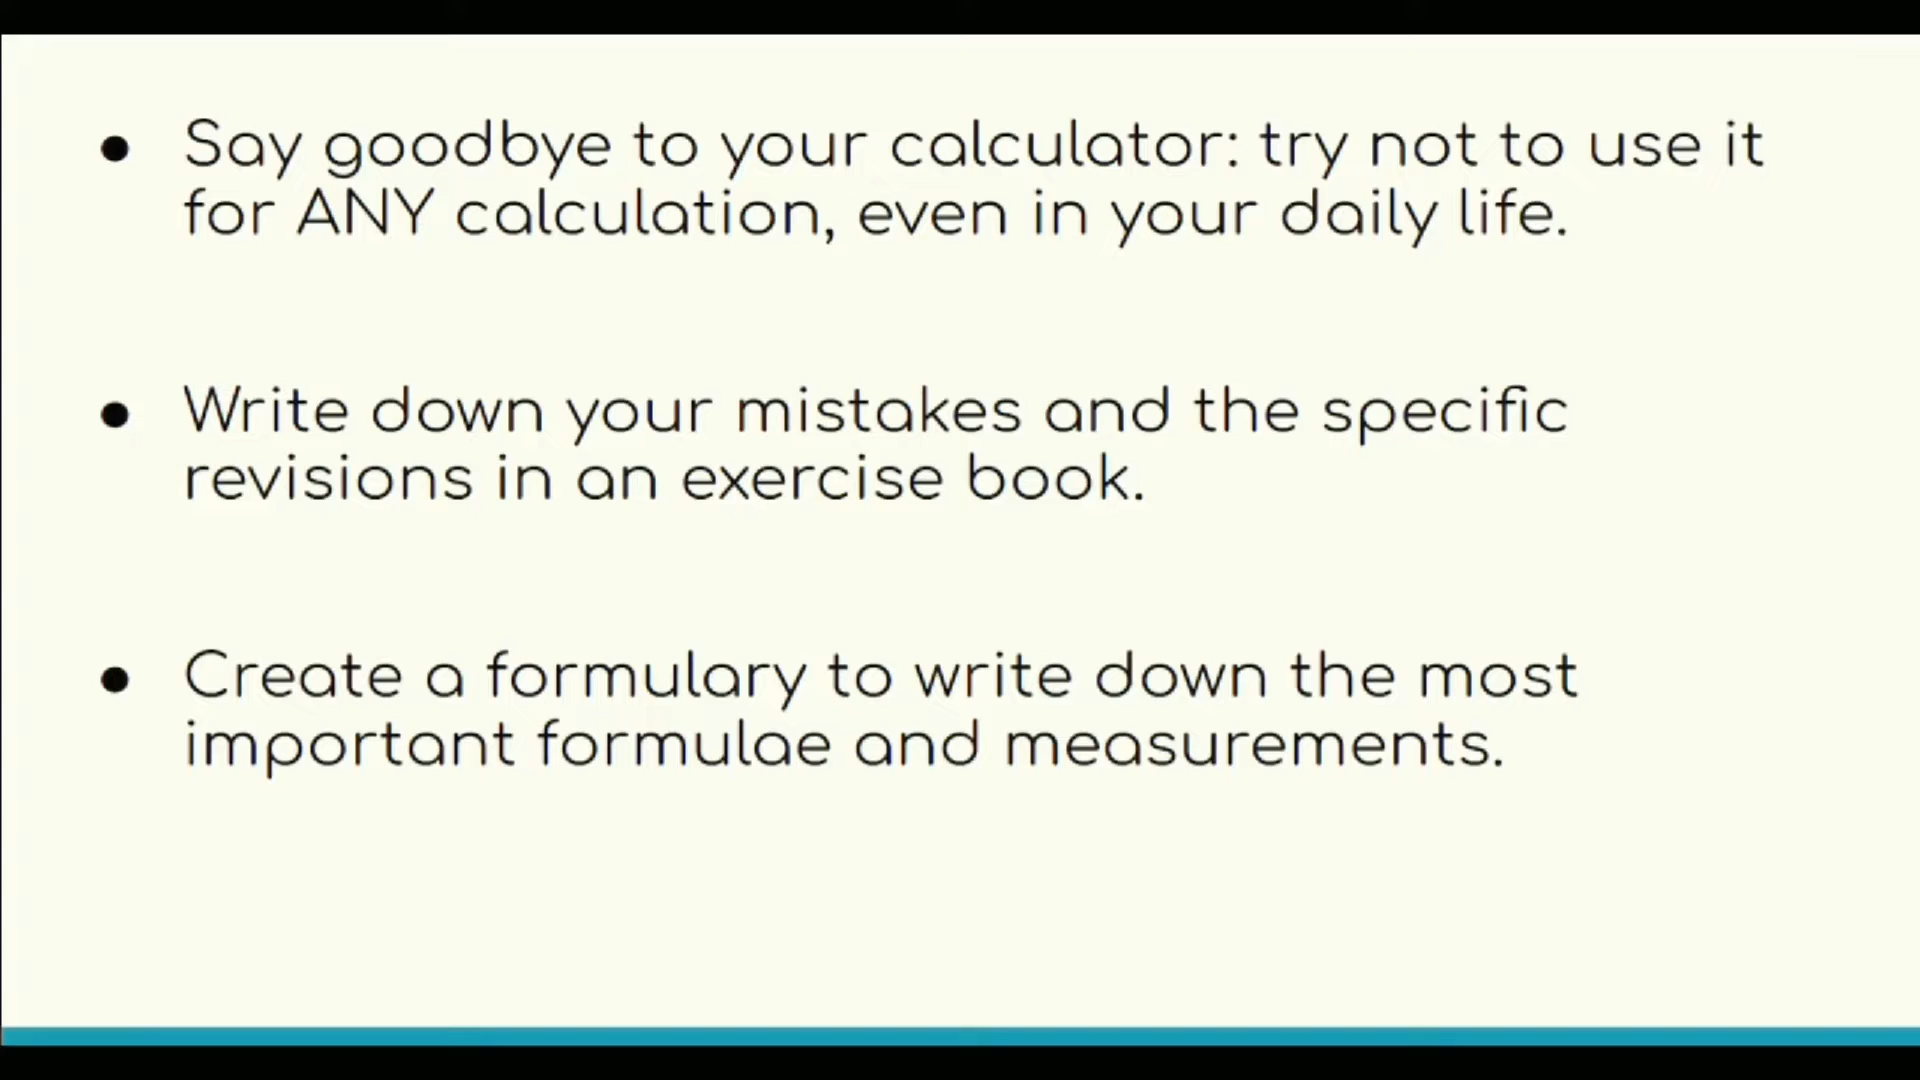 ● Say goodbye to your calculator: try not to use it
for ANY calculation, even in your daily life.
● Write down your mistakes and the specific
revisions in an exercise book.
● Create a formulary to write down the most
important formulae and measurements.